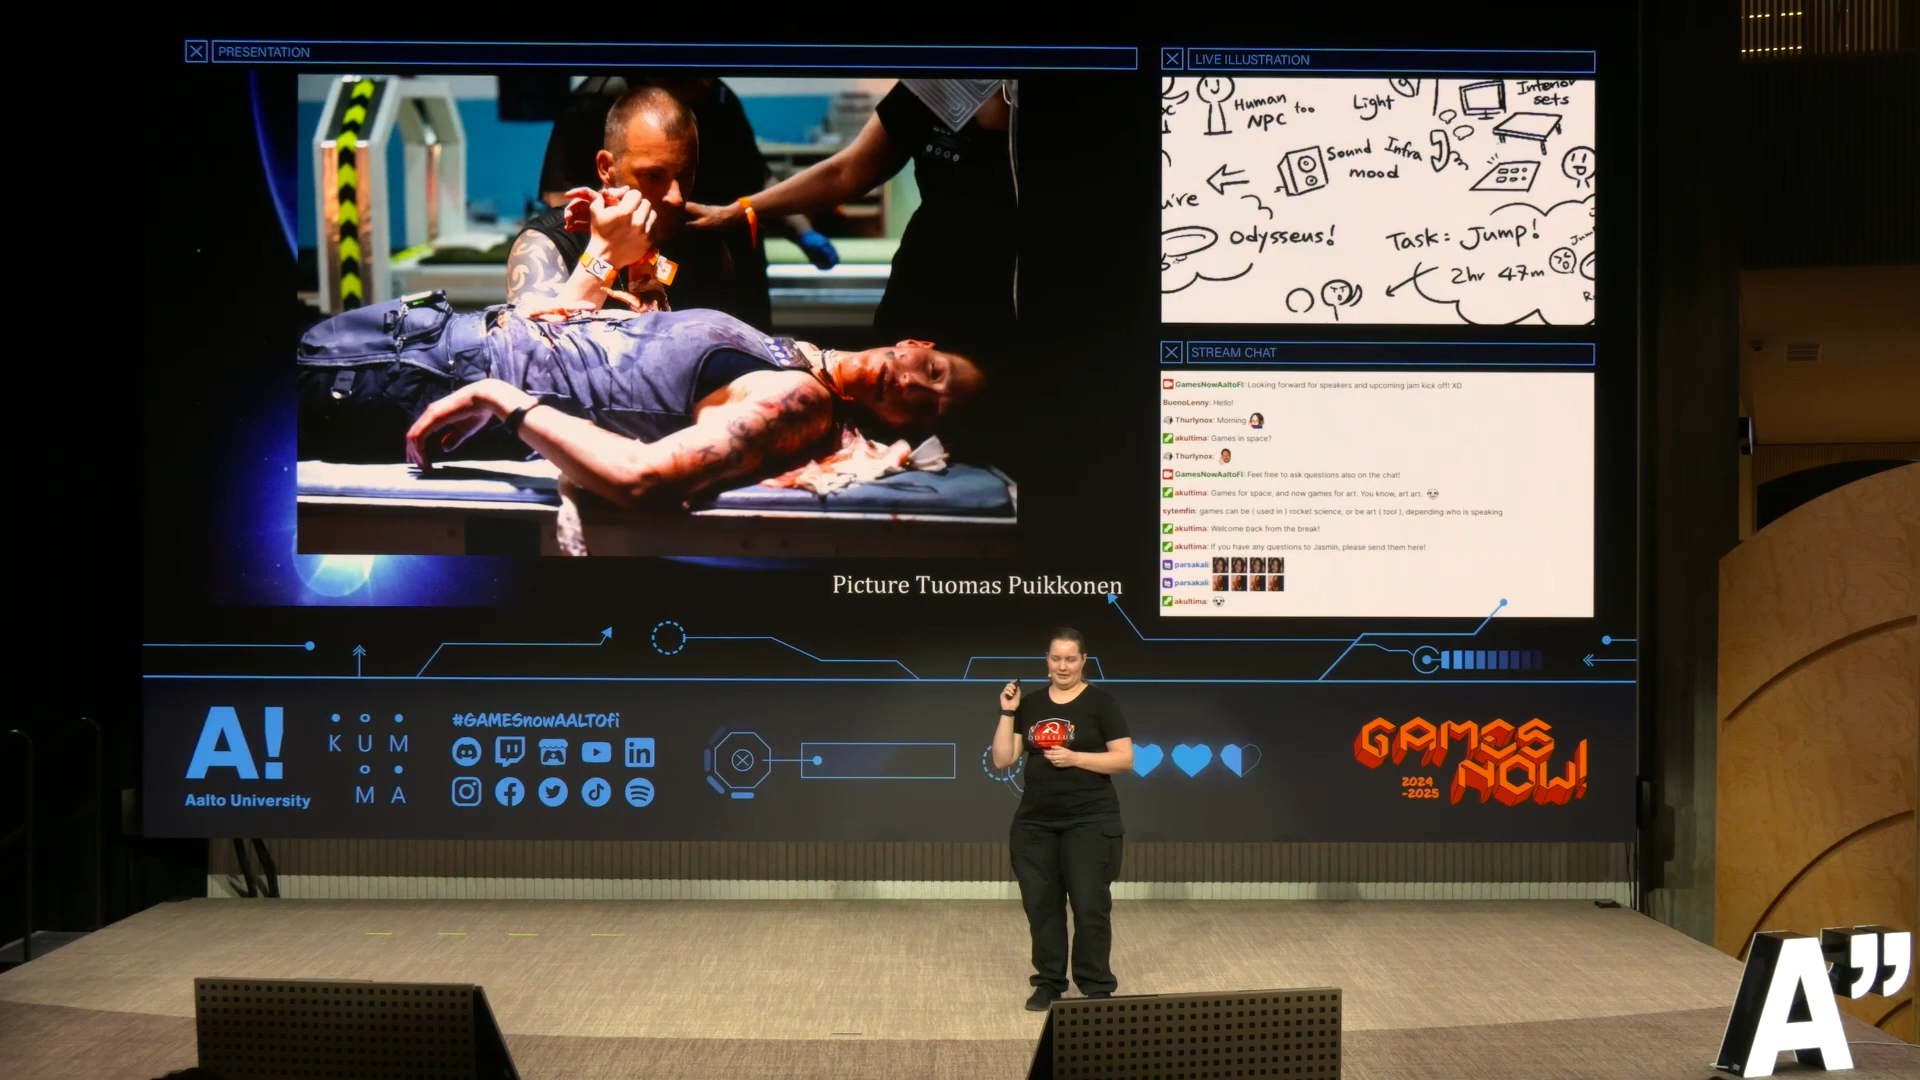 PRESENTATION
Picture Tuomas Puikkonen
LIVE ILLUSTRATION
Human too
NPC
Light
Interior
sets
Sound Infra
mood
Odysseus!
Task: Jump!
2hr 47m
STREAM CHAT
GamesNowAaltoFi: Looking forward for speakers and upcoming jam kick off! XD
BuenoLenny: Hello!
Thurlynox: Morning
akultima: Games in space?
Thurlynox:
GamesNowAaltoFi: Feel free to ask questions also on the chat!
akultima: Games for space, and now games for art. You know, art art.
sytemfin: games can be ( used in ) rocket science, or be art ( tool ), depending who is speaking
akultima: Welcome back from the break!
akultima: If you have any questions to Jasmin, please send them here!
parsakali:
parsakali:
akultima:
A!
Aalto University
KUM
MA
#GAMESnowAALTOfi
ODYSSEUS
GAMES
NOW!
2024
-2025
A"